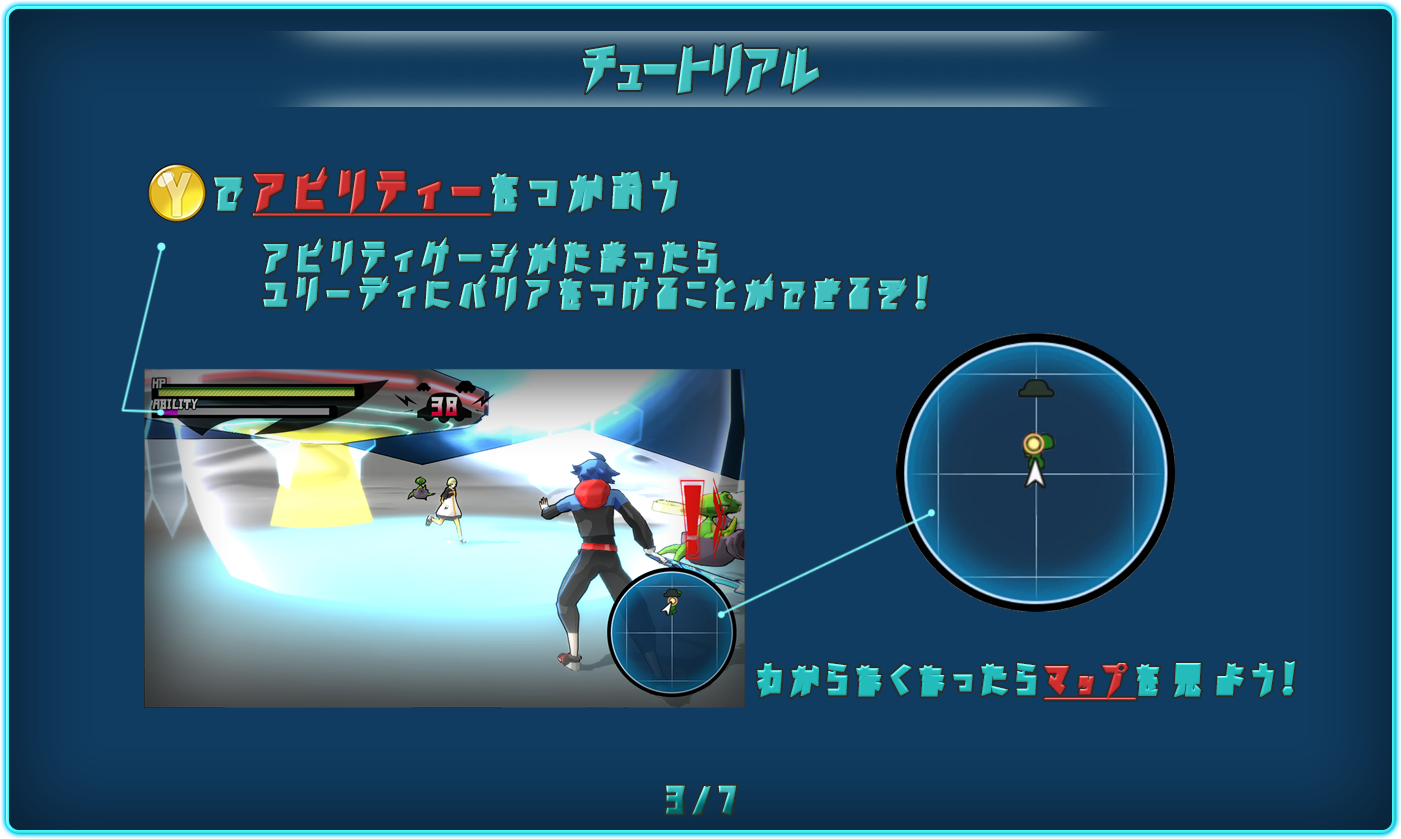 チュートリアル
Yでアビリティーをつかおう
アビリティゲージがたまったら
ユリーディにバリアをつけることができるぞ!
HP
ABILITY
38
!
わからなくなったらマップを見よう!
3/7